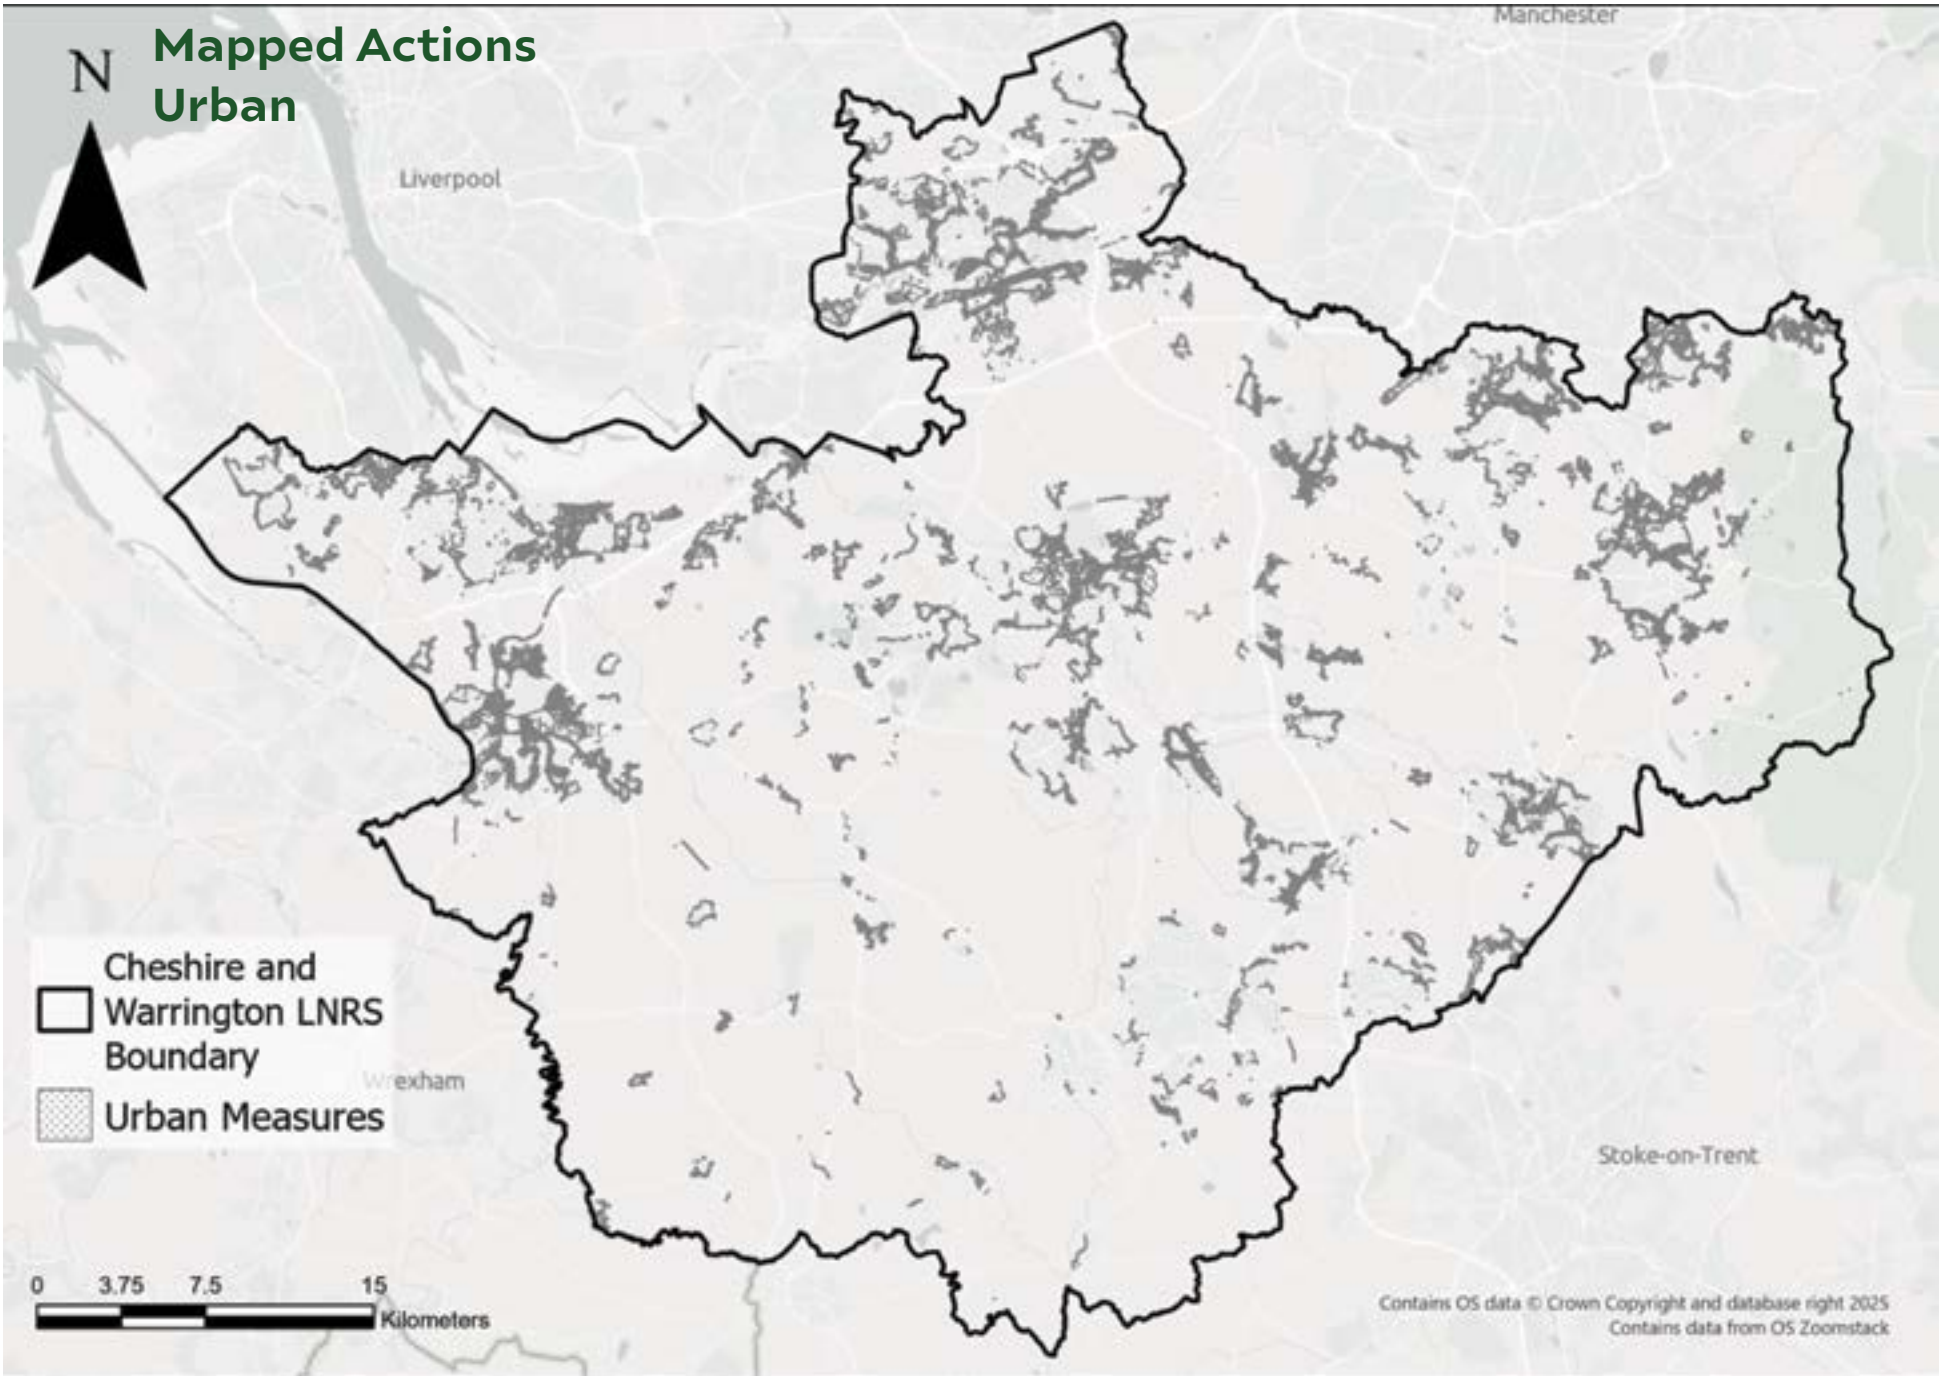 Manchester
N
Mapped Actions
Urban
Liverpool
Cheshire and
Warrington LNRS
Boundary
Wrexham
Urban Measures
Stoke-on-Trent
0 3.75 7.5 15
Kilometers
Contains OS data © Crown Copyright and database right 2025
Contains data from OS Zoomstack